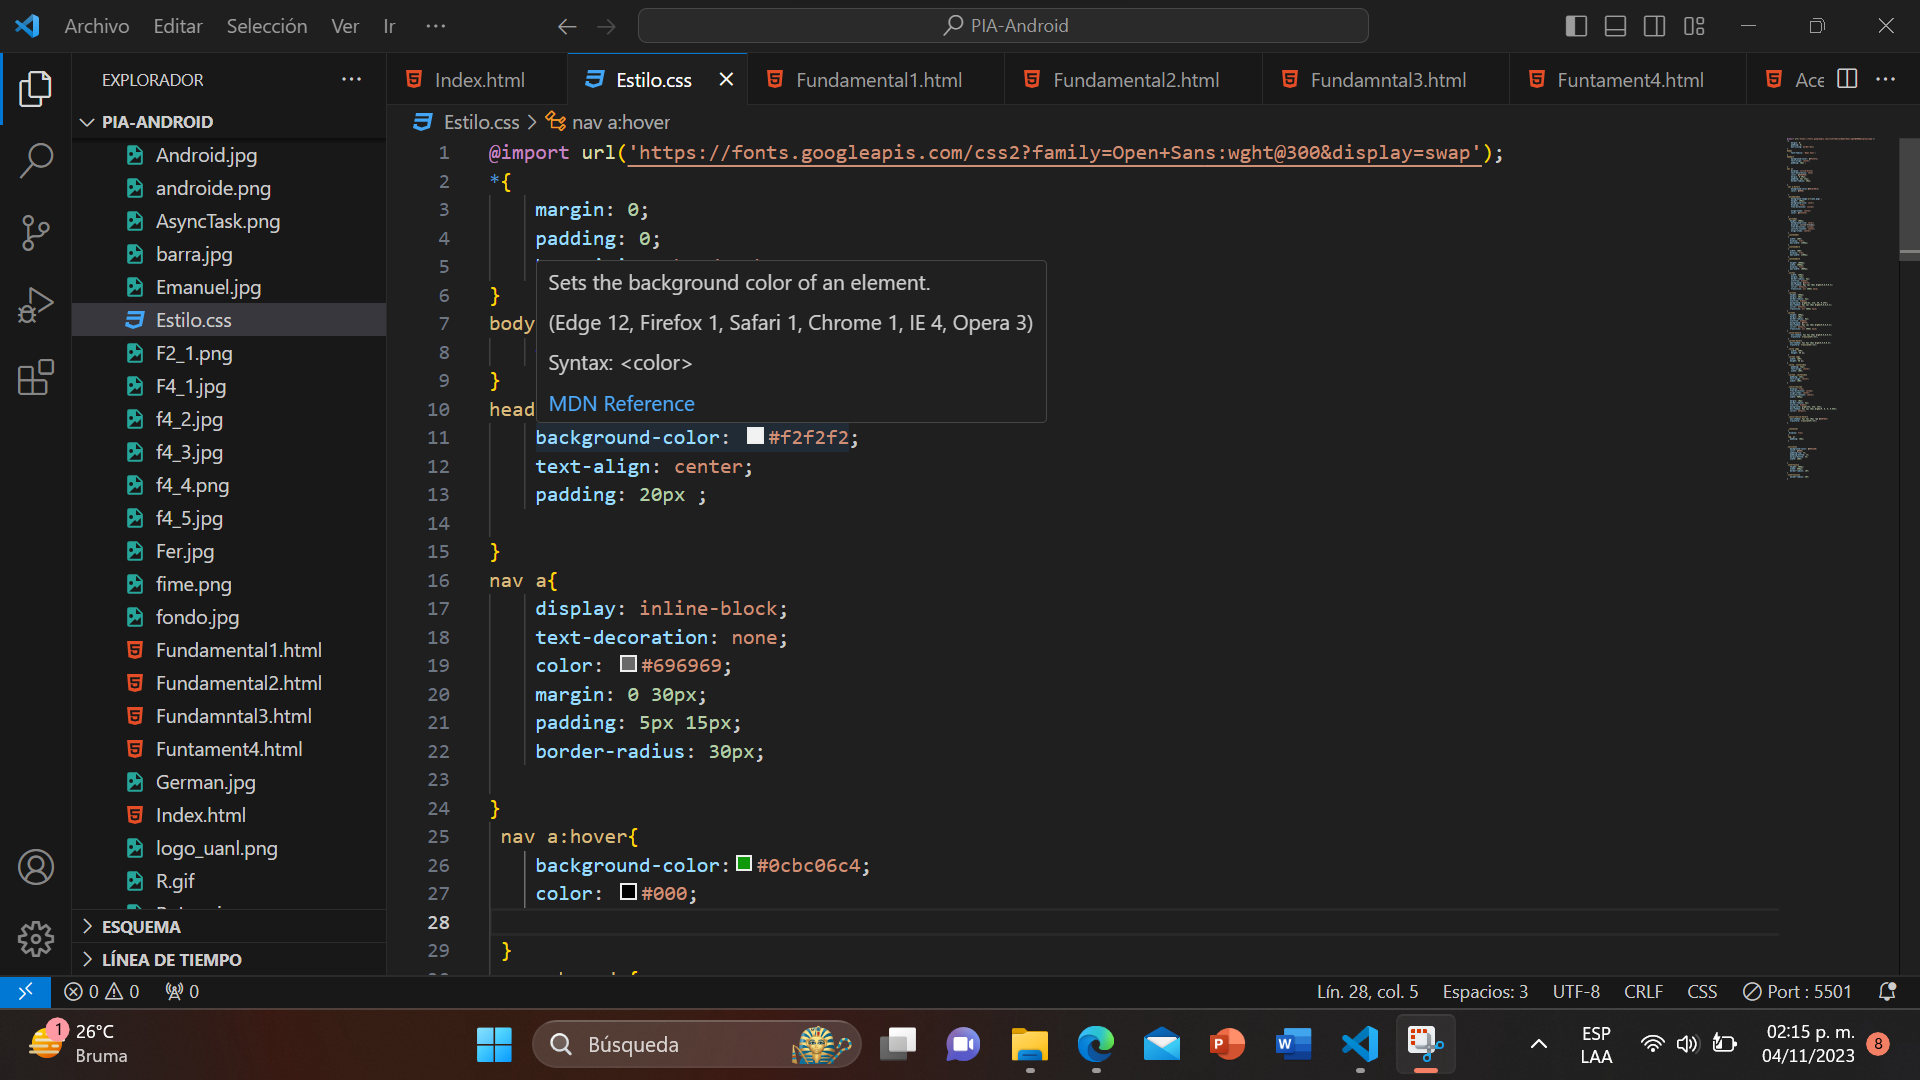 Archivo Editar Selección Ver Ir ··· PIA-Android
EXPLORADOR ···
PIA-ANDROID
Android.jpg
androide.png
AsyncTask.png
barra.jpg
Emanuel.jpg
Estilo.css
F2_1.png
F4_1.jpg
f4_2.jpg
f4_3.jpg
f4_4.png
f4_5.jpg
Fer.jpg
fime.png
fondo.jpg
Fundamental1.html
Fundamental2.html
Fundamntal3.html
Funtament4.html
German.jpg
Index.html
logo_uanl.png
R.gif
ESQUEMA
LÍNEA DE TIEMPO
Index.html Estilo.css Fundamental1.html Fundamental2.html Fundamntal3.html Funtament4.html Ace ···
Estilo.css > nav a:hover
1 @import url('https://fonts.googleapis.com/css2?family=Open+Sans:wght@300&display=swap');
2 *{
3 margin: 0;
4 padding: 0;
5
6 }
7 body
8
9 }
10 head
Sets the background color of an element.
(Edge 12, Firefox 1, Safari 1, Chrome 1, IE 4, Opera 3)
Syntax: <color>
MDN Reference
11 background-color: #f2f2f2;
12 text-align: center;
13 padding: 20px ;
14
15 }
16 nav a{
17 display: inline-block;
18 text-decoration: none;
19 color: #696969;
20 margin: 0 30px;
21 padding: 5px 15px;
22 border-radius: 30px;
23
24 }
25 nav a:hover{
26 background-color: #0cbc06c4;
27 color: #000;
28
29 }
0 0 0 Lín. 28, col. 5 Espacios: 3 UTF-8 CRLF CSS Port : 5501
1 26°C
Bruma
Búsqueda
ESP
LAA
02:15 p. m.
04/11/2023
8